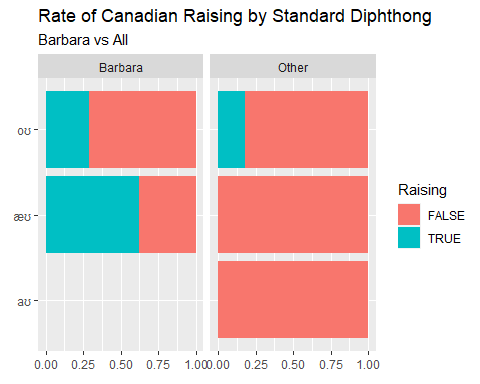 Rate of Canadian Raising by Standard Diphthong
Barbara vs All
Barbara Other
oʊ
æʊ
aʊ
0.00 0.25 0.50 0.75 1.00 0.00 0.25 0.50 0.75 1.00
Raising
FALSE
TRUE